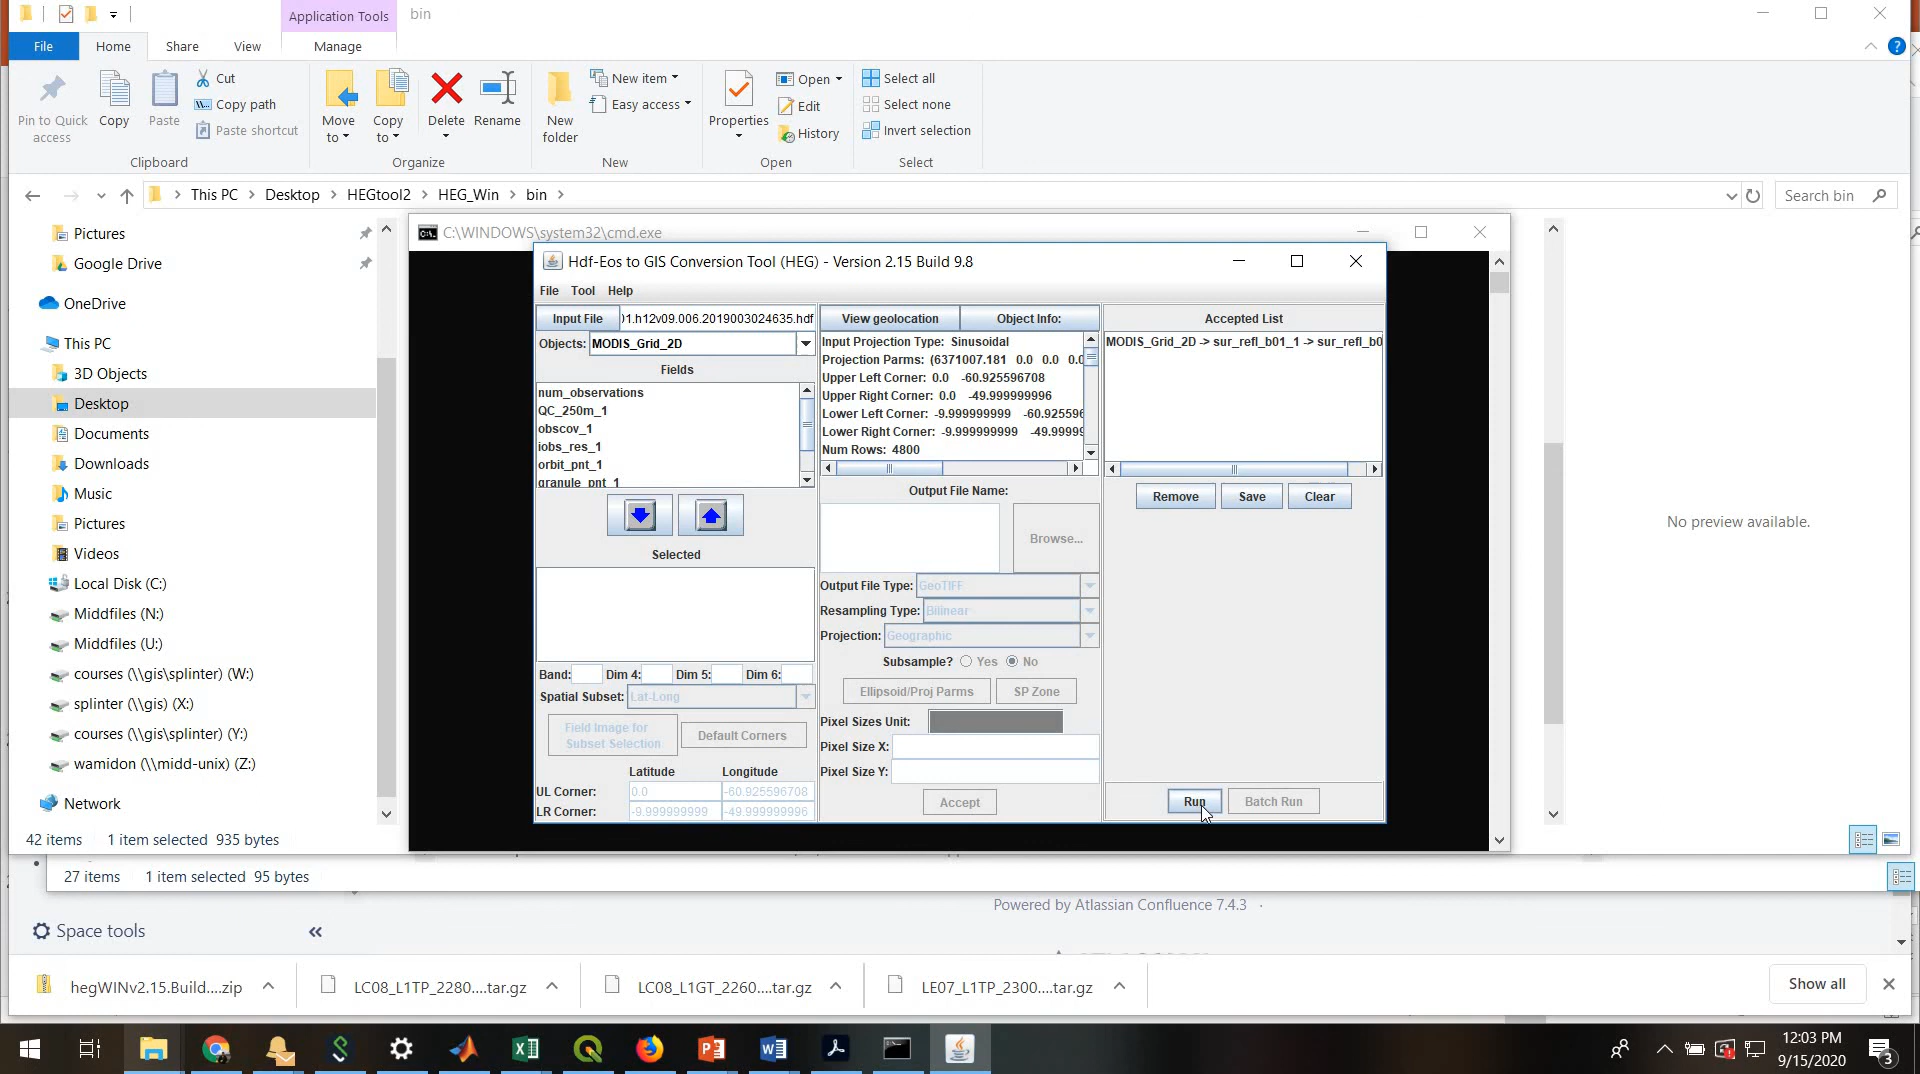 Application Tools
bin
File
Home
Share
View
Manage
Pin to Quick access
Copy
Paste
Cut
Copy path
Paste shortcut
Clipboard
Move to
Copy to
Delete
Rename
Organize
New folder
New item
Easy access
New
Properties
Open
Edit
History
Open
Select all
Select none
Invert selection
Select
This PC
Desktop
HEGtool2
HEG_Win
bin
Search bin
Pictures
Google Drive
OneDrive
This PC
3D Objects
Desktop
Documents
Downloads
Music
Pictures
Videos
Local Disk (C:)
Middfiles (N:)
Middfiles (U:)
courses (\\gis\splinter) (W:)
splinter (\\gis) (X:)
courses (\\gis\splinter) (Y:)
wamidon (\\midd-unix) (Z:)
Network
42 items 1 item selected 935 bytes
C:\WINDOWS\system32\cmd.exe
Hdf-Eos to GIS Conversion Tool (HEG) - Version 2.15 Build 9.8
File Tool Help
Input File
01.h12v09.006.2019003024635.hdf
Objects: MODIS_Grid_2D
Fields
num_observations
QC_250m_1
obscov_1
iobs_res_1
orbit_pnt_1
granule_pnt_1
Selected
Band: Dim 4: Dim 5: Dim 6:
Spatial Subset: Lat-Long
Field Image for Subset Selection
Default Corners
Latitude Longitude
UL Corner: 0.0 -60.925596708
LR Corner: -9.999999999 -49.999999996
View geolocation
Object Info:
Input Projection Type: Sinusoidal
Projection Parms: (6371007.181 0.0 0.0 0.0
Upper Left Corner: 0.0 -60.925596708
Upper Right Corner: 0.0 -49.999999996
Lower Left Corner: -9.999999999 -60.925596
Lower Right Corner: -9.999999999 -49.99999
Num Rows: 4800
Output File Name:
Browse...
Output File Type: GeoTIFF
Resampling Type: Bilinear
Projection: Geographic
Subsample? Yes No
Ellipsoid/Proj Parms
SP Zone
Pixel Sizes Unit:
Pixel Size X:
Pixel Size Y:
Accept
Accepted List
MODIS_Grid_2D -> sur_refl_b01_1 -> sur_refl_b0
Remove
Save
Clear
Run
Batch Run
No preview available.
27 items 1 item selected 95 bytes
Powered by Atlassian Confluence 7.4.3 ·
Space tools
hegWINv2.15.Build....zip
LC08_L1TP_2280....tar.gz
LC08_L1GT_2260....tar.gz
LE07_L1TP_2300....tar.gz
Show all
12:03 PM
9/15/2020
3